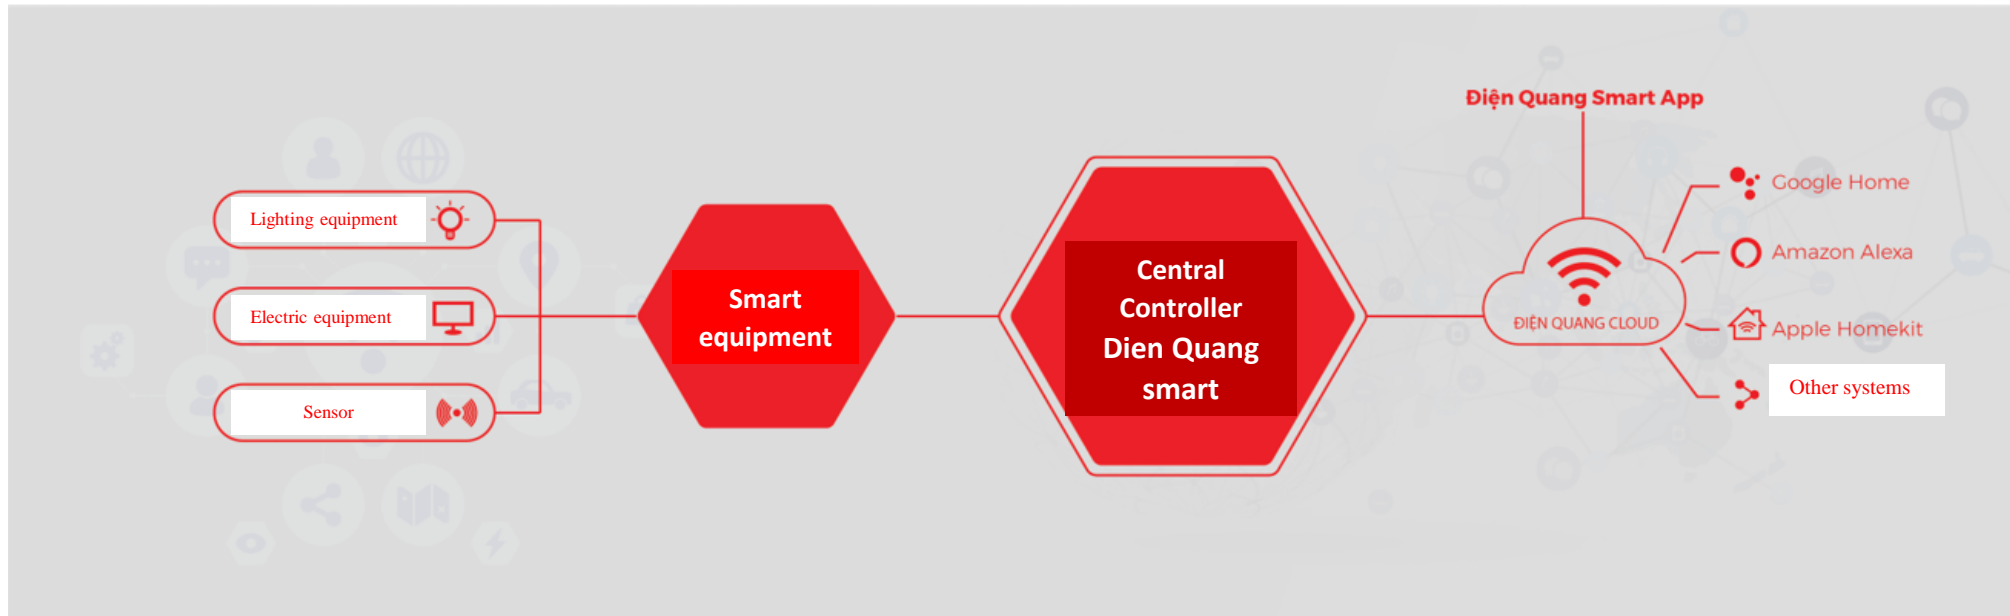 Lighting equipment
Electric equipment
Sensor
Smart
equipment
Central
Controller
Dien Quang
smart
Điện Quang Smart App
ĐIỆN QUANG CLOUD
Google Home
Amazon Alexa
Apple Homekit
Other systems